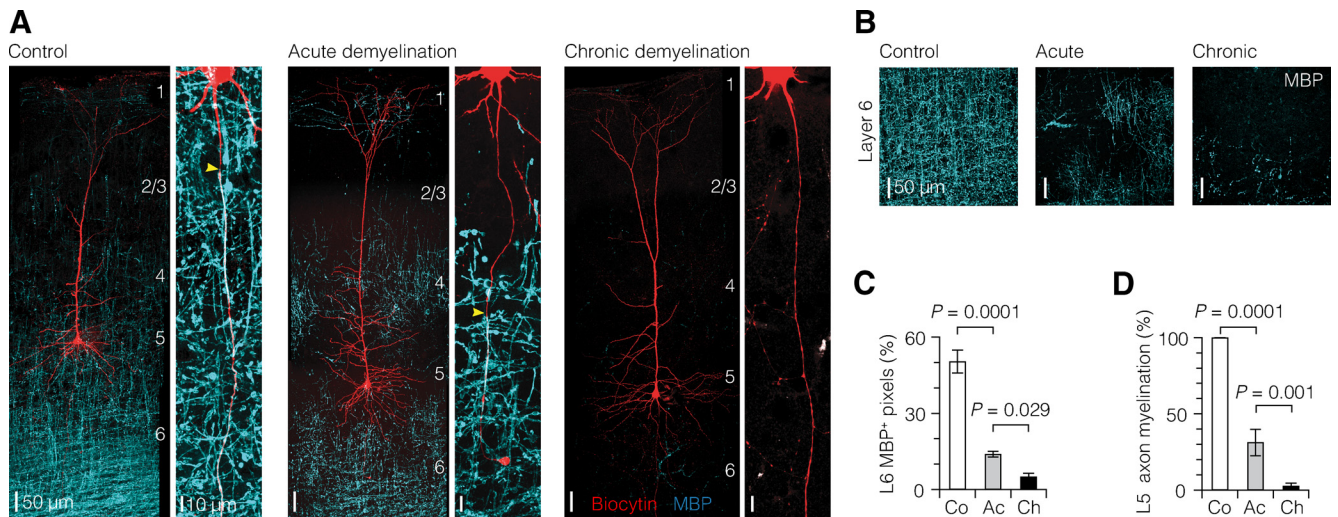 A
Control
Acute demyelination
Chronic demyelination
1
2/3
4
5
6
50 µm
10 µm
1
2/3
4
5
6
1
2/3
4
5
6
Biocytin MBP
B
Control
Acute
Chronic
Layer 6
50 µm
MBP
C
L6 MBP⁺ pixels (%)
60
30
0
P = 0.0001
P = 0.029
Co Ac Ch
D
L5 axon myelination (%)
100
50
0
P = 0.0001
P = 0.001
Co Ac Ch